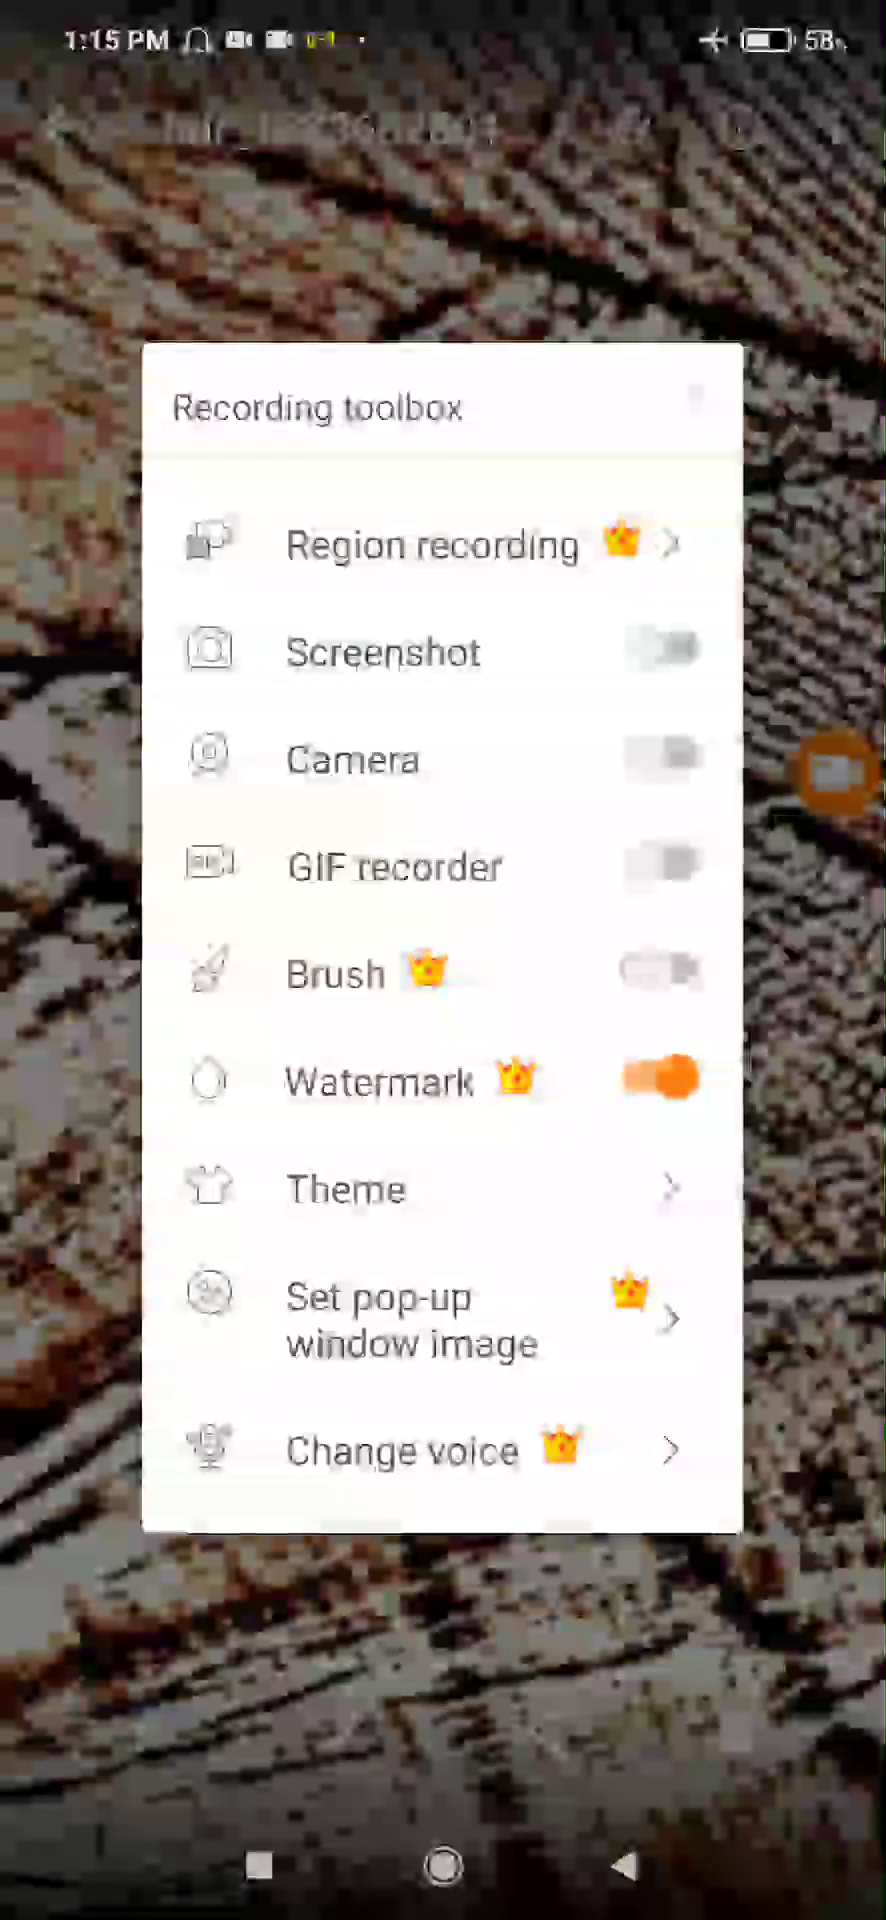 1:15 PM
58
Recording toolbox
Region recording
Screenshot
Camera
GIF recorder
Brush
Watermark
Theme
Set pop-up
window image
Change voice